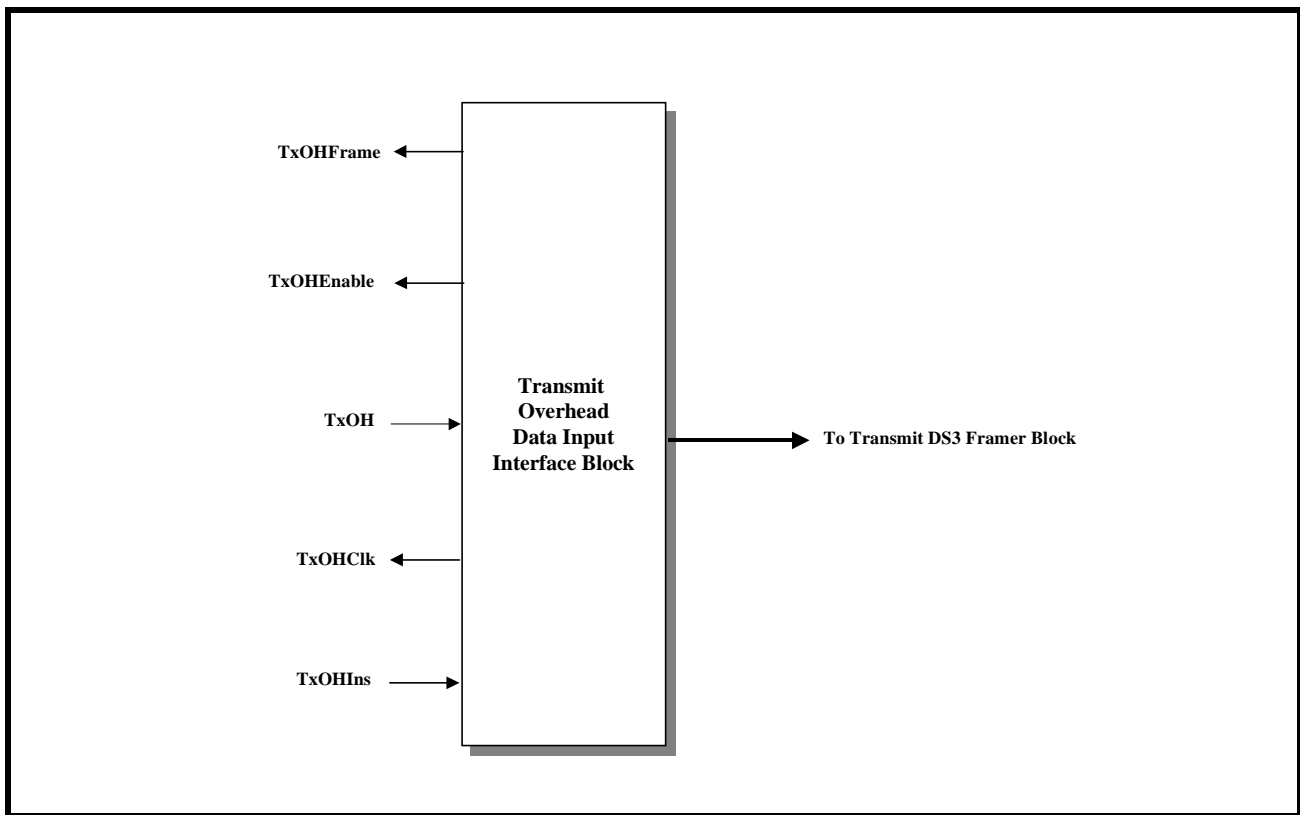 TxOHFrame
TxOHEnable
TxOH
TxOHClk
TxOHIns
Transmit
Overhead
Data Input
Interface Block
To Transmit DS3 Framer Block